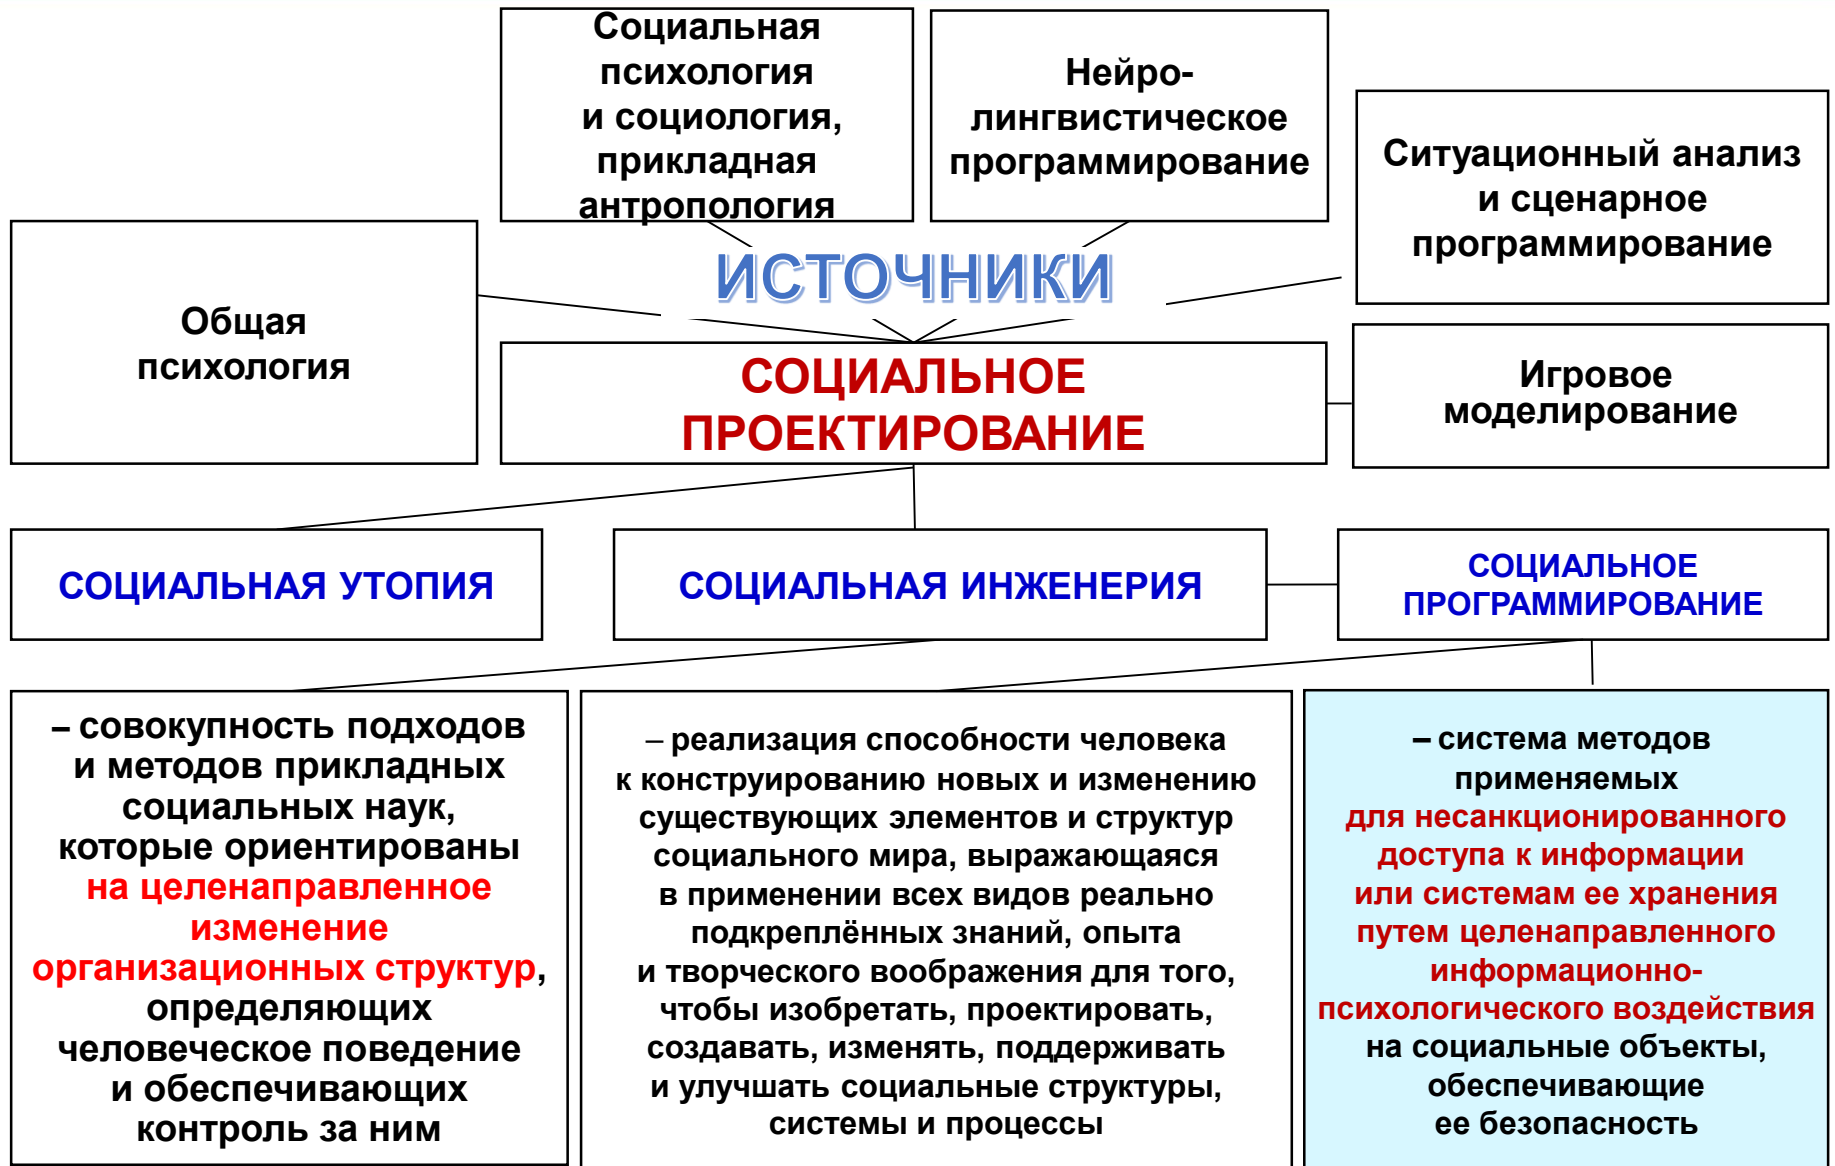 Социальная
психология
и социология,
прикладная
антропология
Нейро-
лингвистическое
программирование
Ситуационный анализ
и сценарное
программирование
Общая
психология
ИСТОЧНИКИ
СОЦИАЛЬНОЕ
ПРОЕКТИРОВАНИЕ
Игровое
моделирование
СОЦИАЛЬНАЯ УТОПИЯ
СОЦИАЛЬНАЯ ИНЖЕНЕРИЯ
СОЦИАЛЬНОЕ
ПРОГРАММИРОВАНИЕ
– совокупность подходов
и методов прикладных
социальных наук,
которые ориентированы
на целенаправленное
изменение
организационных структур,
определяющих
человеческое поведение
и обеспечивающих
контроль за ним
– реализация способности человека
к конструированию новых и изменению
существующих элементов и структур
социального мира, выражающаяся
в применении всех видов реально
подкреплённых знаний, опыта
и творческого воображения для того,
чтобы изобретать, проектировать,
создавать, изменять, поддерживать
и улучшать социальные структуры,
системы и процессы
– система методов
применяемых
для несанкционированного
доступа к информации
или системам ее хранения
путем целенаправленного
информационно-
психологического воздействия
на социальные объекты,
обеспечивающие
ее безопасность